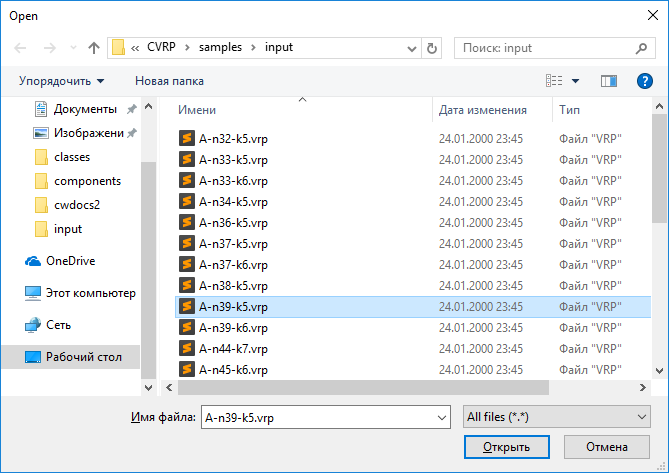 Open
« CVRP › samples › input
Поиск: input
Упорядочить
Новая папка
Документы
Изображени
classes
components
cwdocs2
input
OneDrive
Этот компьютер
Сеть
Рабочий стол
Имени Дата изменения Тип
A-n32-k5.vrp 24.01.2000 23:45 Файл "VRP"
A-n33-k5.vrp 24.01.2000 23:45 Файл "VRP"
A-n33-k6.vrp 24.01.2000 23:45 Файл "VRP"
A-n34-k5.vrp 24.01.2000 23:45 Файл "VRP"
A-n36-k5.vrp 24.01.2000 23:45 Файл "VRP"
A-n37-k5.vrp 24.01.2000 23:45 Файл "VRP"
A-n37-k6.vrp 24.01.2000 23:45 Файл "VRP"
A-n38-k5.vrp 24.01.2000 23:45 Файл "VRP"
A-n39-k5.vrp 24.01.2000 23:45 Файл "VRP"
A-n39-k6.vrp 24.01.2000 23:45 Файл "VRP"
A-n44-k7.vrp 24.01.2000 23:45 Файл "VRP"
A-n45-k6.vrp 24.01.2000 23:45 Файл "VRP"
Имя файла: A-n39-k5.vrp
All files (*.*)
Открыть
Отмена